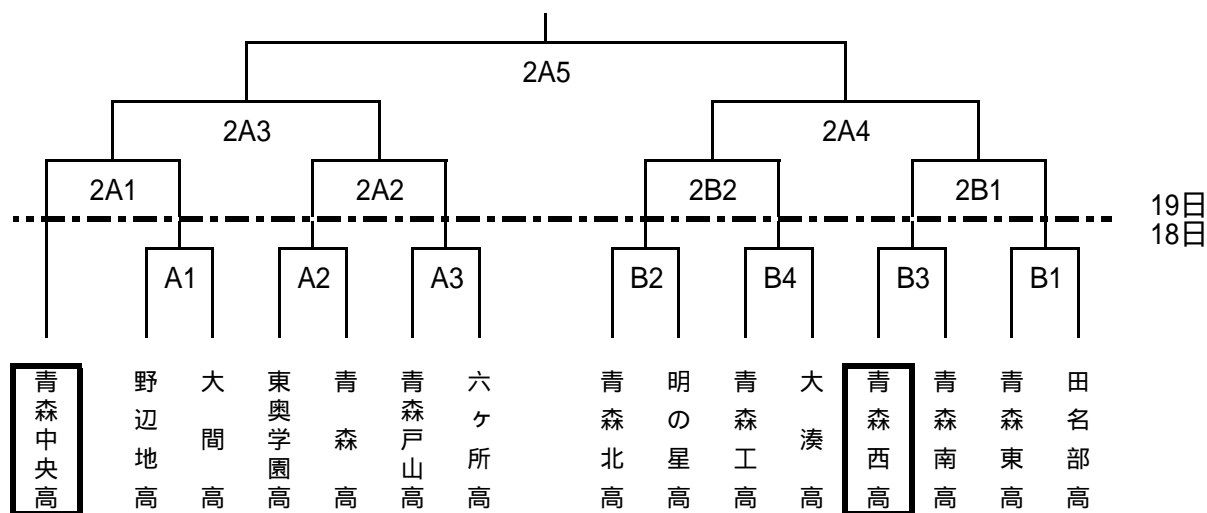 2A5
2A3
2A4
2A1
2A2
2B2
2B1
19日
18日
A1
A2
A3
B2
B4
B3
B1
青森中央高
野辺地高
大間高
東奥学園高
青森高
青森戸山高
六ヶ所高
青森北高
明の星高
青森工高
大湊高
青森西高
青森南高
青森東高
田名部高